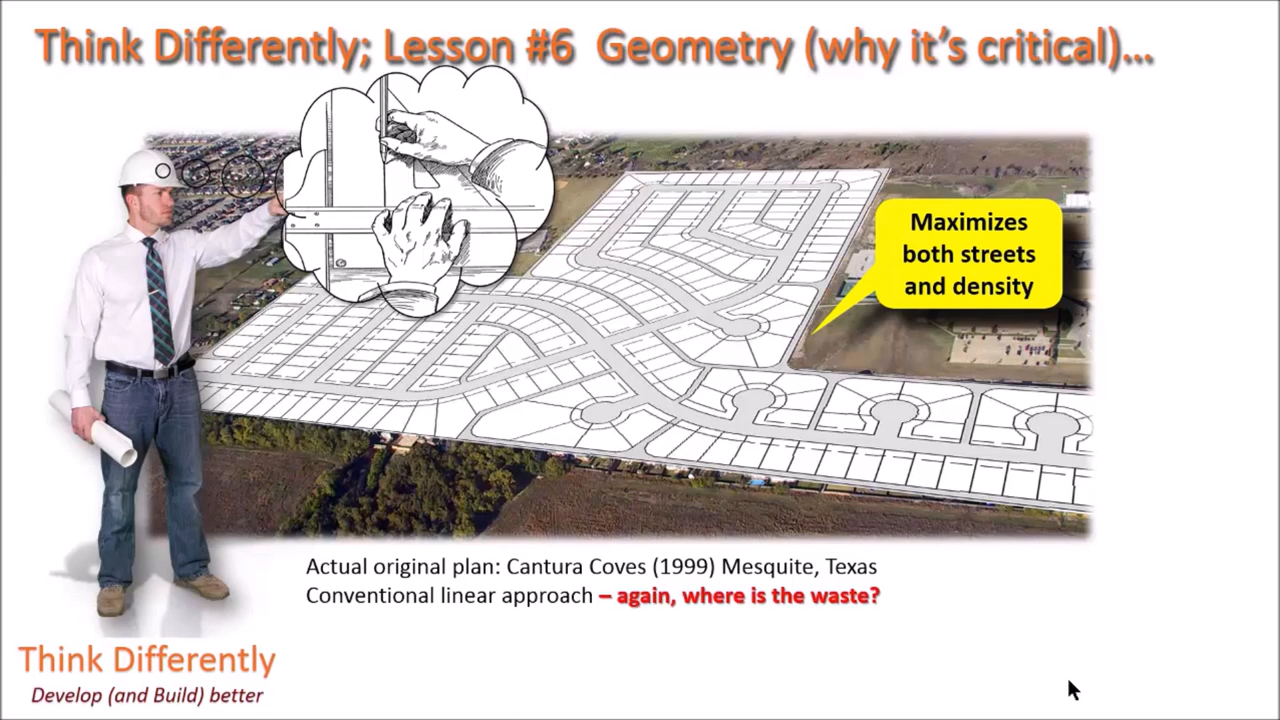 Think Differently; Lesson #6 Geometry (why it's critical)...
Maximizes
both streets
and density
Actual original plan: Cantura Coves (1999) Mesquite, Texas
Conventional linear approach – again, where is the waste?
Think Differently
Develop (and Build) better